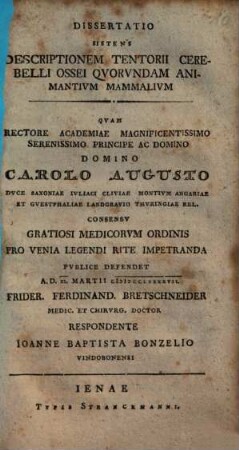 DISSERTATIO
SISTENS
DESCRIPTIONEM TENTORII CERE-
BELLI OSSEI QVORVNDAM ANI-
MANTIVM MAMMALIVM
QVAM
RECTORE ACADEMIAE MAGNIFICENTISSIMO
SERENISSIMO PRINCIPE AC DOMINO
DOMINO
CAROLO AUGUSTO
DVCE SAXONIAE IVLIACI CLIVIAE MONTIVM ANGARIAE
ET GVESTPHALIAE LANDGRAVIO THVRINGIAE REL.
CONSENSV
GRATIOSI MEDICORVM ORDINIS
PRO VENIA LEGENDI RITE IMPETRANDA
PVBLICE DEFENDET
A.D. MARTII
FRIDER. FERDINAND. BRETSCHNEIDER
MEDIC. ET CHIRVRG. DOCTOR
RESPONDENTE
IOANNE BAPTISTA BONZELIO
VINDOBONENSI
IENAE
TYPIS STRANCKMANNI.